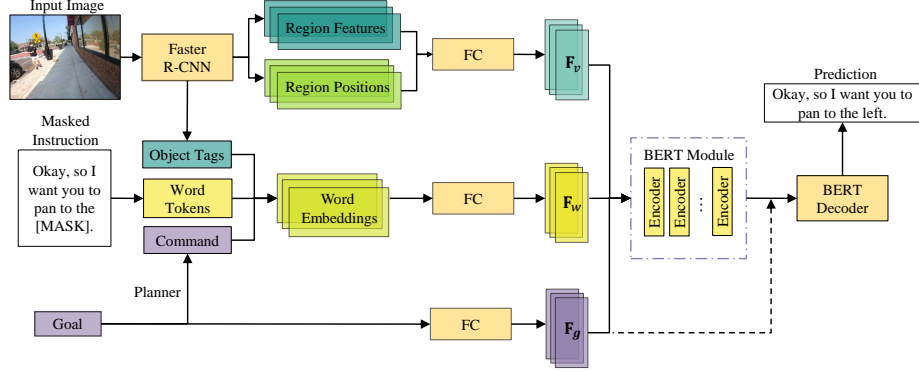 Input Image
Faster
R-CNN
Region Features
Region Positions
FC
F_v
Masked
Instruction
Okay, so I
want you to
pan to the
[MASK].
Object Tags
Word
Tokens
Command
Word
Embeddings
FC
F_w
Planner
Goal
FC
F_g
BERT Module
Encoder
Encoder
...
Encoder
Prediction
Okay, so I want you to
pan to the left.
BERT
Decoder